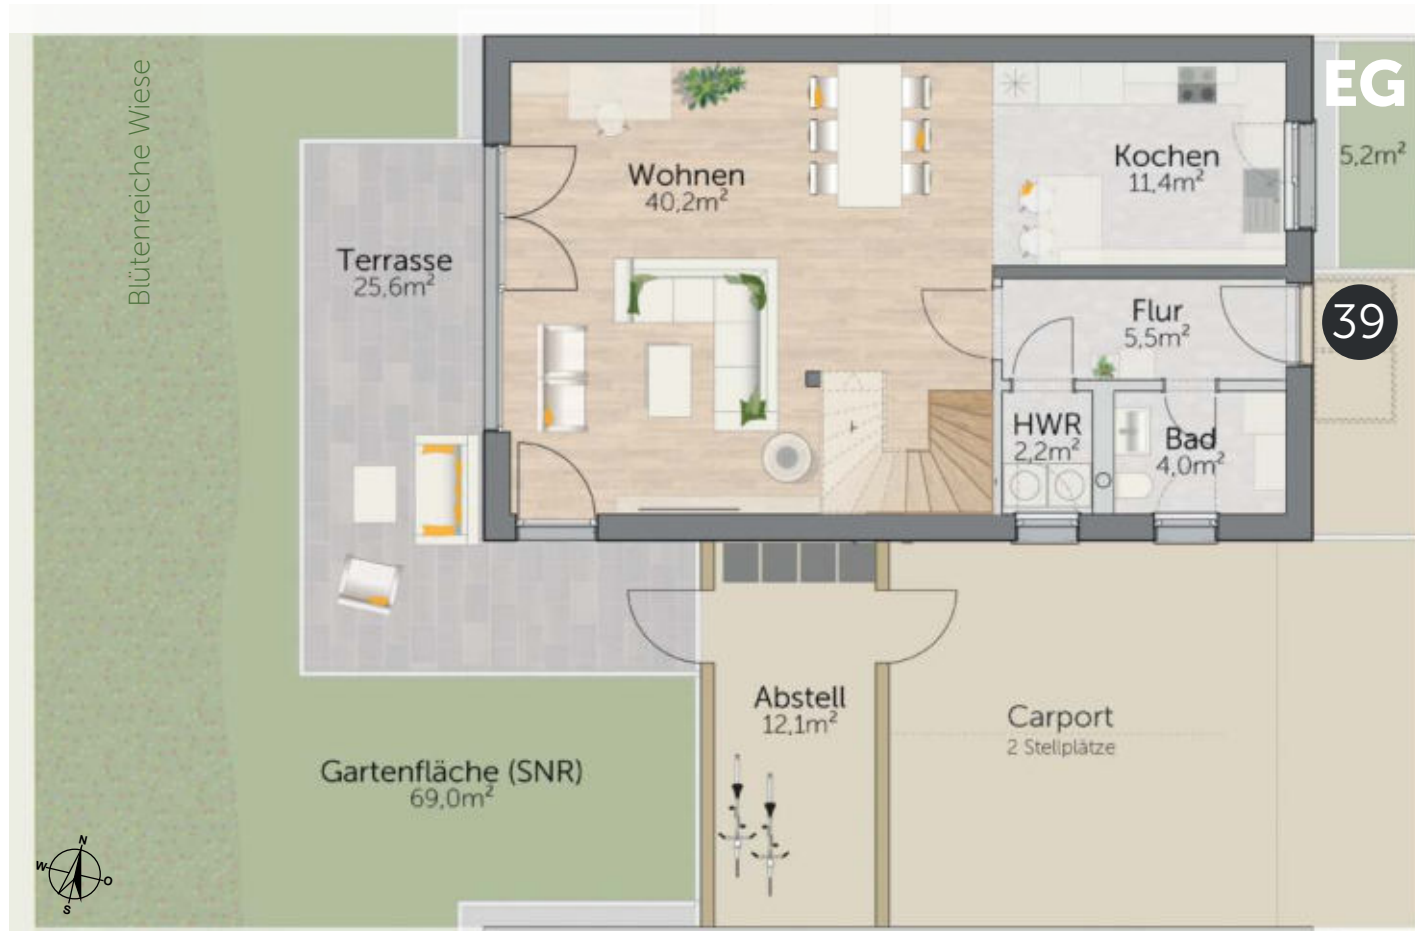 EG
5,2m²
39
Blütenreiche Wiese
Wohnen
40,2m²
Kochen
11,4m²
Terrasse
25,6m²
Flur
5,5m²
HWR
2,2m²
Bad
4,0m²
Abstell
12,1m²
Carport
2 Stellplätze
Gartenfläche (SNR)
69,0m²
N
W
O
S